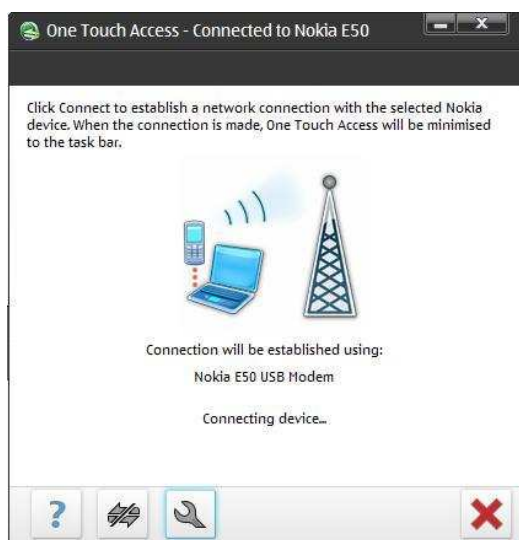 One Touch Access - Connected to Nokia E50
Click Connect to establish a network connection with the selected Nokia
device. When the connection is made, One Touch Access will be minimised
to the task bar.
Connection will be established using:
Nokia E50 USB Modem
Connecting device...
?